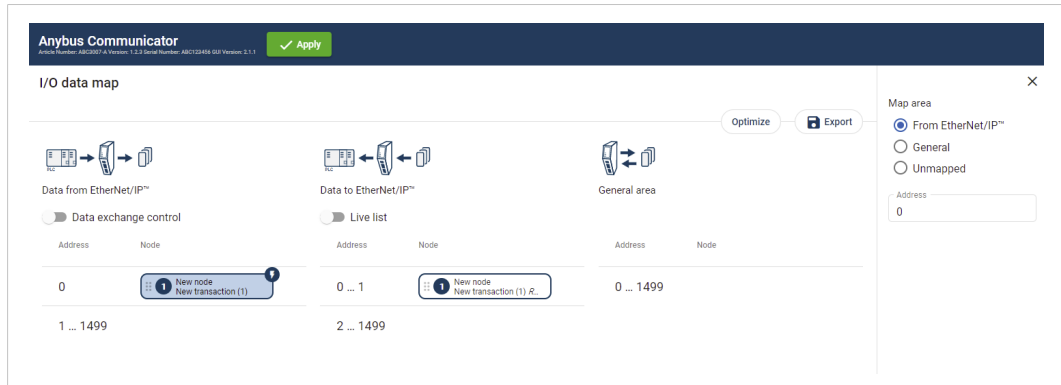 Anybus Communicator
Article Number: ABC3007-A Version: 1.2.3 Serial Number: ABC123456 GUI Version: 2.1.1
Apply
I/O data map
Optimize
Export
PLC
Data from EtherNet/IP™
Data exchange control
Address Node
0
1
New node
New transaction (1)
1 ... 1499
PLC
Data to EtherNet/IP™
Live list
Address Node
0 ... 1
1
New node
New transaction (1) R...
2 ... 1499
General area
Address Node
0 ... 1499
Map area
From EtherNet/IP™
General
Unmapped
Address
0